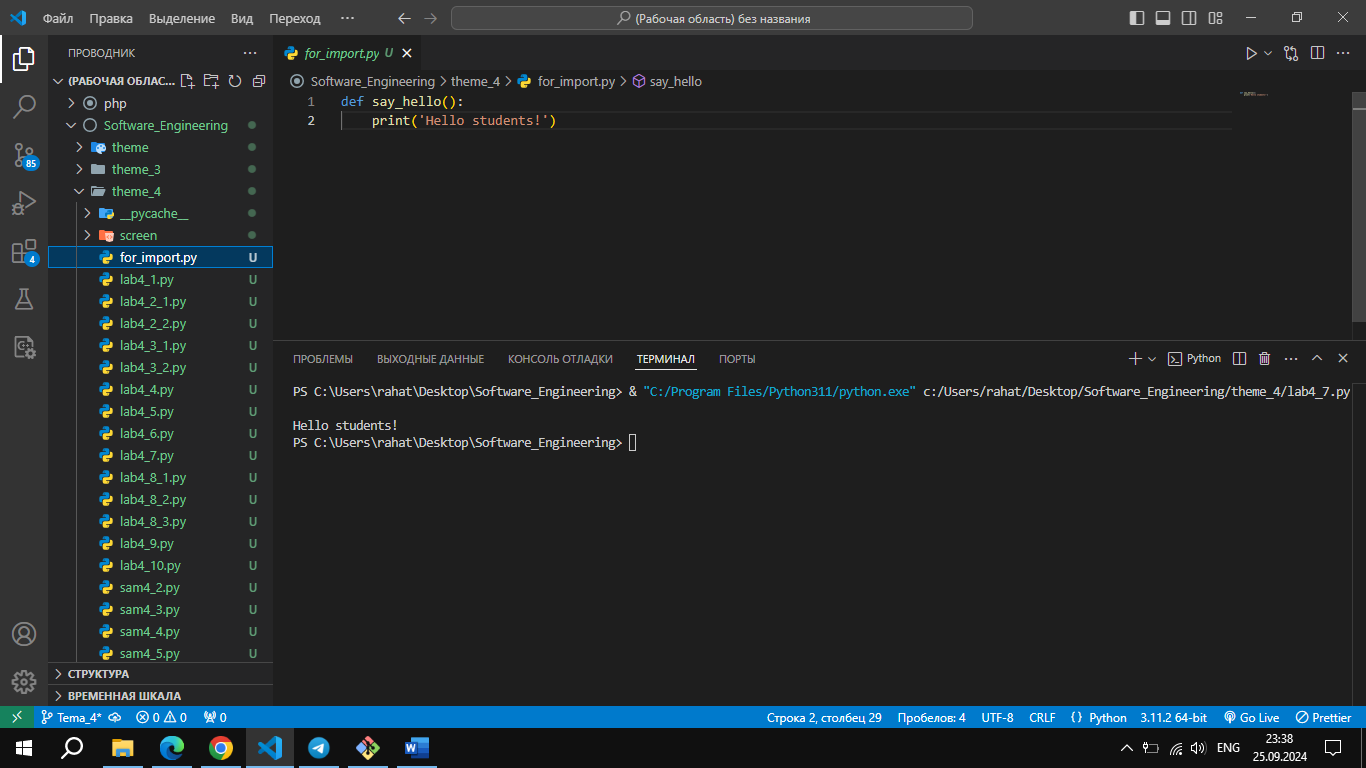 Файл Правка Выделение Вид Переход ··· (Рабочая область) без названия
ПРОВОДНИК
(РАБОЧАЯ ОБЛАС...
php
Software_Engineering
theme
theme_3
theme_4
__pycache__
screen
for_import.py U
lab4_1.py U
lab4_2_1.py U
lab4_2_2.py U
lab4_3_1.py U
lab4_3_2.py U
lab4_4.py U
lab4_5.py U
lab4_6.py U
lab4_7.py U
lab4_8_1.py U
lab4_8_2.py U
lab4_8_3.py U
lab4_9.py U
lab4_10.py U
sam4_2.py U
sam4_3.py U
sam4_4.py U
sam4_5.py U
СТРУКТУРА
ВРЕМЕННАЯ ШКАЛА
85
4
for_import.py U
Software_Engineering > theme_4 > for_import.py > say_hello
1 def say_hello():
2 print('Hello students!')
ПРОБЛЕМЫ ВЫХОДНЫЕ ДАННЫЕ КОНСОЛЬ ОТЛАДКИ ТЕРМИНАЛ ПОРТЫ Python
PS C:\Users\rahat\Desktop\Software_Engineering> & "C:/Program Files/Python311/python.exe" c:/Users/rahat/Desktop/Software_Engineering/theme_4/lab4_7.py
Hello students!
PS C:\Users\rahat\Desktop\Software_Engineering>
Tema_4* 0 0 0 Строка 2, столбец 29 Пробелов: 4 UTF-8 CRLF Python 3.11.2 64-bit Go Live Prettier
ENG 23:38
25.09.2024